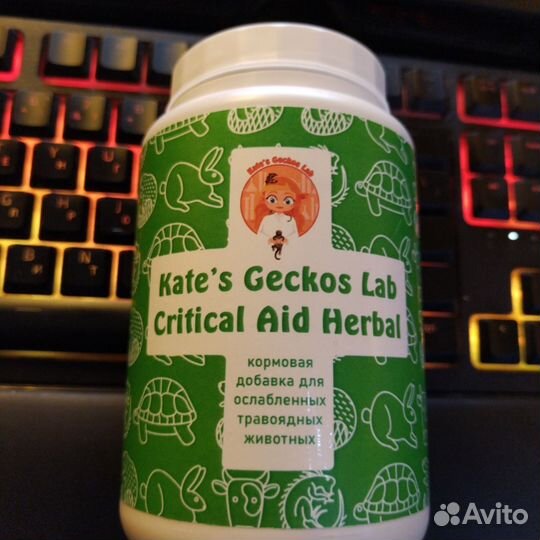 Kate's Geckos Lab
Kate's Geckos Lab
Critical Aid Herbal
кормовая
добавка для
ослабленных
травоядных
животных
Avito